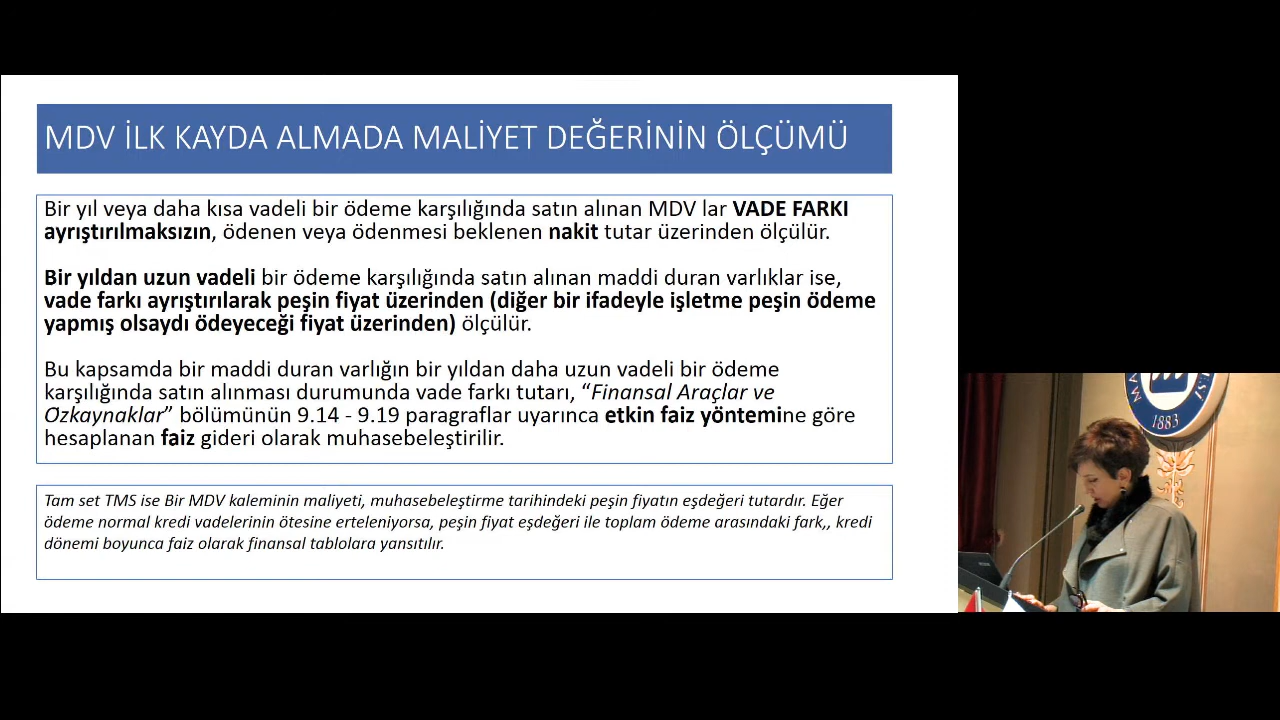 MDV İLK KAYDA ALMADA MALİYET DEĞERİNİN ÖLÇÜMÜ
Bir yıl veya daha kısa vadeli bir ödeme karşılığında satın alınan MDV lar VADE FARKI
ayrıştırılmaksızın, ödenen veya ödenmesi beklenen nakit tutar üzerinden ölçülür.
Bir yıldan uzun vadeli bir ödeme karşılığında satın alınan maddi duran varlıklar ise,
vade farkı ayrıştırılarak peşin fiyat üzerinden (diğer bir ifadeyle işletme peşin ödeme
yapmış olsaydı ödeyeceği fiyat üzerinden) ölçülür.
Bu kapsamda bir maddi duran varlığın bir yıldan daha uzun vadeli bir ödeme
karşılığında satın alınması durumunda vade farkı tutarı, “Finansal Araçlar ve
Özkaynaklar” bölümünün 9.14 - 9.19 paragraflar uyarınca etkin faiz yöntemine göre
hesaplanan faiz gideri olarak muhasebeleştirilir.
Tam set TMS ise Bir MDV kaleminin maliyeti, muhasebeleştirme tarihindeki peşin fiyatın eşdeğeri tutardır. Eğer
ödeme normal kredi vadelerinin ötesine erteleniyorsa, peşin fiyat eşdeğeri ile toplam ödeme arasındaki fark,, kredi
dönemi boyunca faiz olarak finansal tablolara yansıtılır.
1883